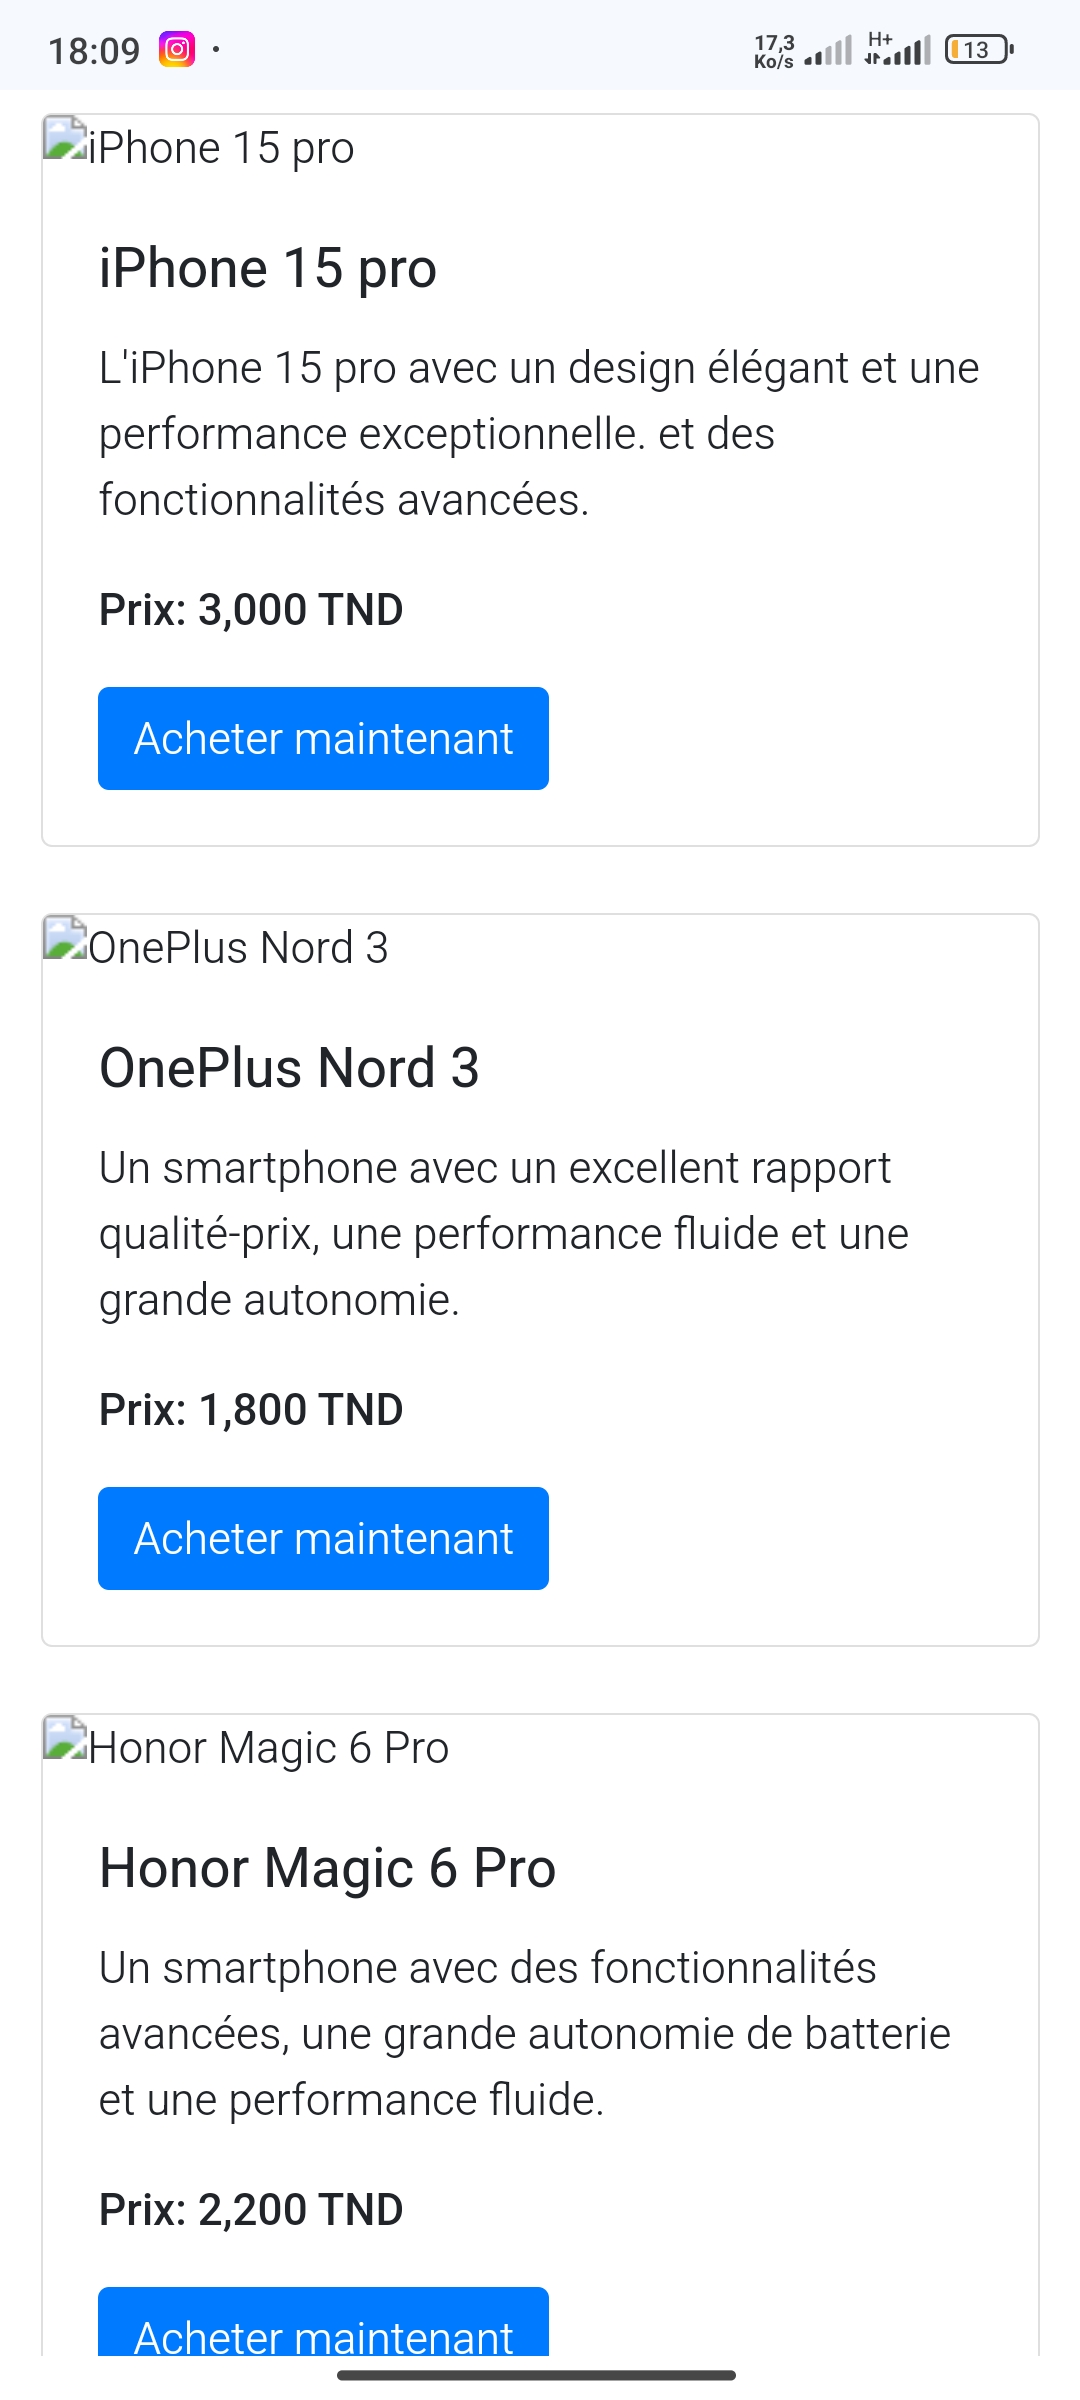 18:09
17,3
Ko/s
H+
13
iPhone 15 pro
iPhone 15 pro
L'iPhone 15 pro avec un design élégant et une
performance exceptionnelle. et des
fonctionnalités avancées.
Prix: 3,000 TND
Acheter maintenant
OnePlus Nord 3
OnePlus Nord 3
Un smartphone avec un excellent rapport
qualité-prix, une performance fluide et une
grande autonomie.
Prix: 1,800 TND
Acheter maintenant
Honor Magic 6 Pro
Honor Magic 6 Pro
Un smartphone avec des fonctionnalités
avancées, une grande autonomie de batterie
et une performance fluide.
Prix: 2,200 TND
Acheter maintenant